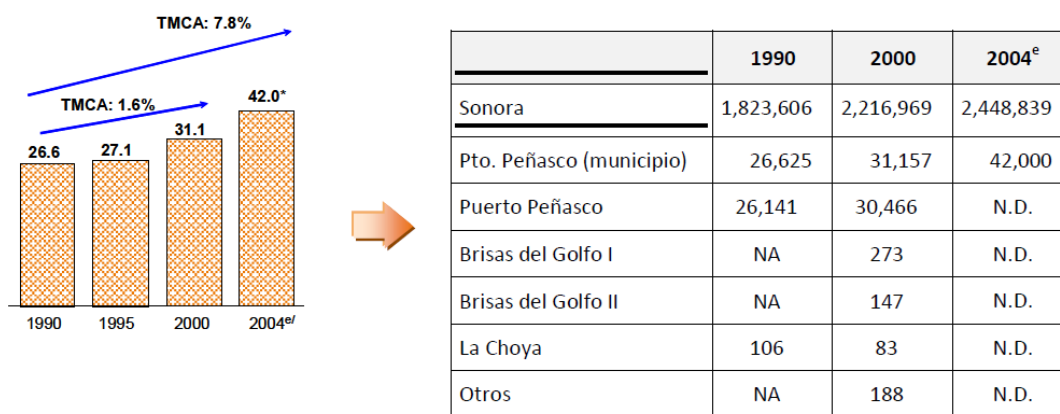 TMCA: 7.8%
TMCA: 1.6%
26.6 27.1 31.1 42.0*
1990 1995 2000 2004e/
1990 2000 2004e
Sonora 1,823,606 2,216,969 2,448,839
Pto. Peñasco (municipio) 26,625 31,157 42,000
Puerto Peñasco 26,141 30,466 N.D.
Brisas del Golfo I NA 273 N.D.
Brisas del Golfo II NA 147 N.D.
La Choya 106 83 N.D.
Otros NA 188 N.D.